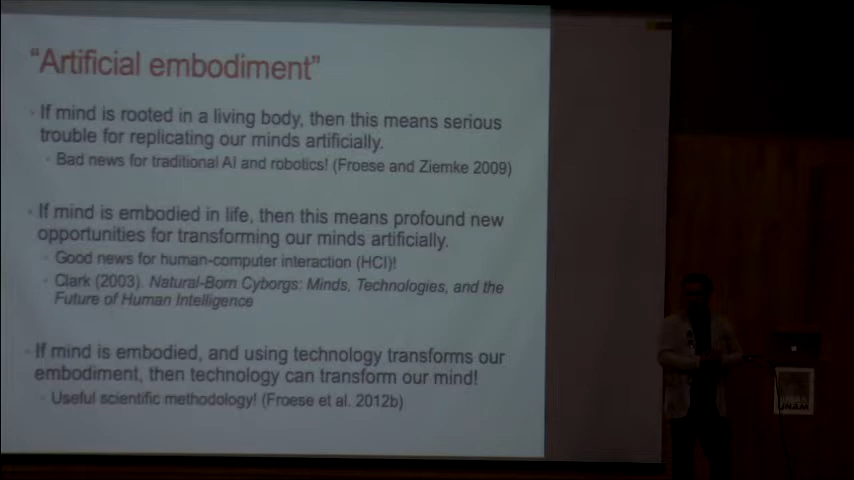 "Artificial embodiment"
If mind is rooted in a living body, then this means serious
trouble for replicating our minds artificially.
Bad news for traditional AI and robotics! (Froese and Ziemke 2009)
If mind is embodied in life, then this means profound new
opportunities for transforming our minds artificially.
Good news for human-computer interaction (HCI)!
Clark (2003). Natural-Born Cyborgs: Minds, Technologies, and the
Future of Human Intelligence
If mind is embodied, and using technology transforms our
embodiment, then technology can transform our mind!
Useful scientific methodology! (Froese et al. 2012b)
UNAM